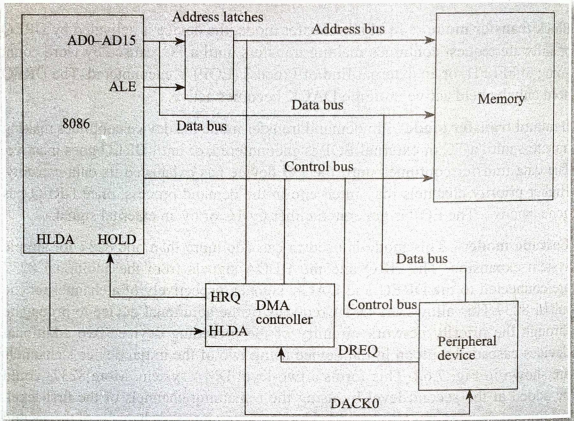 Address latches
AD0–AD15
Address bus
ALE
Memory
Data bus
Data bus
8086
Control bus
HLDA
HOLD
Data bus
HRQ
DMA
controller
Control bus
HLDA
Peripheral
device
DREQ
DACK0